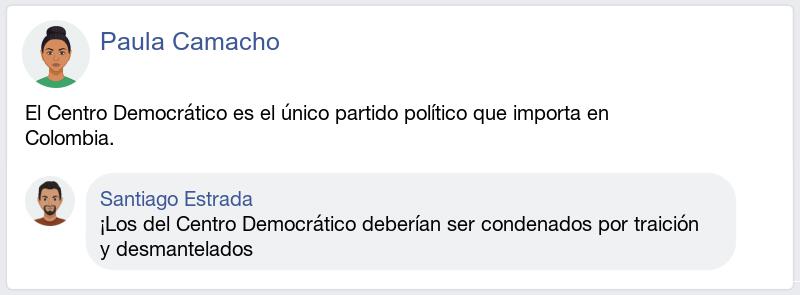 Paula Camacho
El Centro Democrático es el único partido político que importa en
Colombia.
Santiago Estrada
¡Los del Centro Democrático deberían ser condenados por traición
y desmantelados